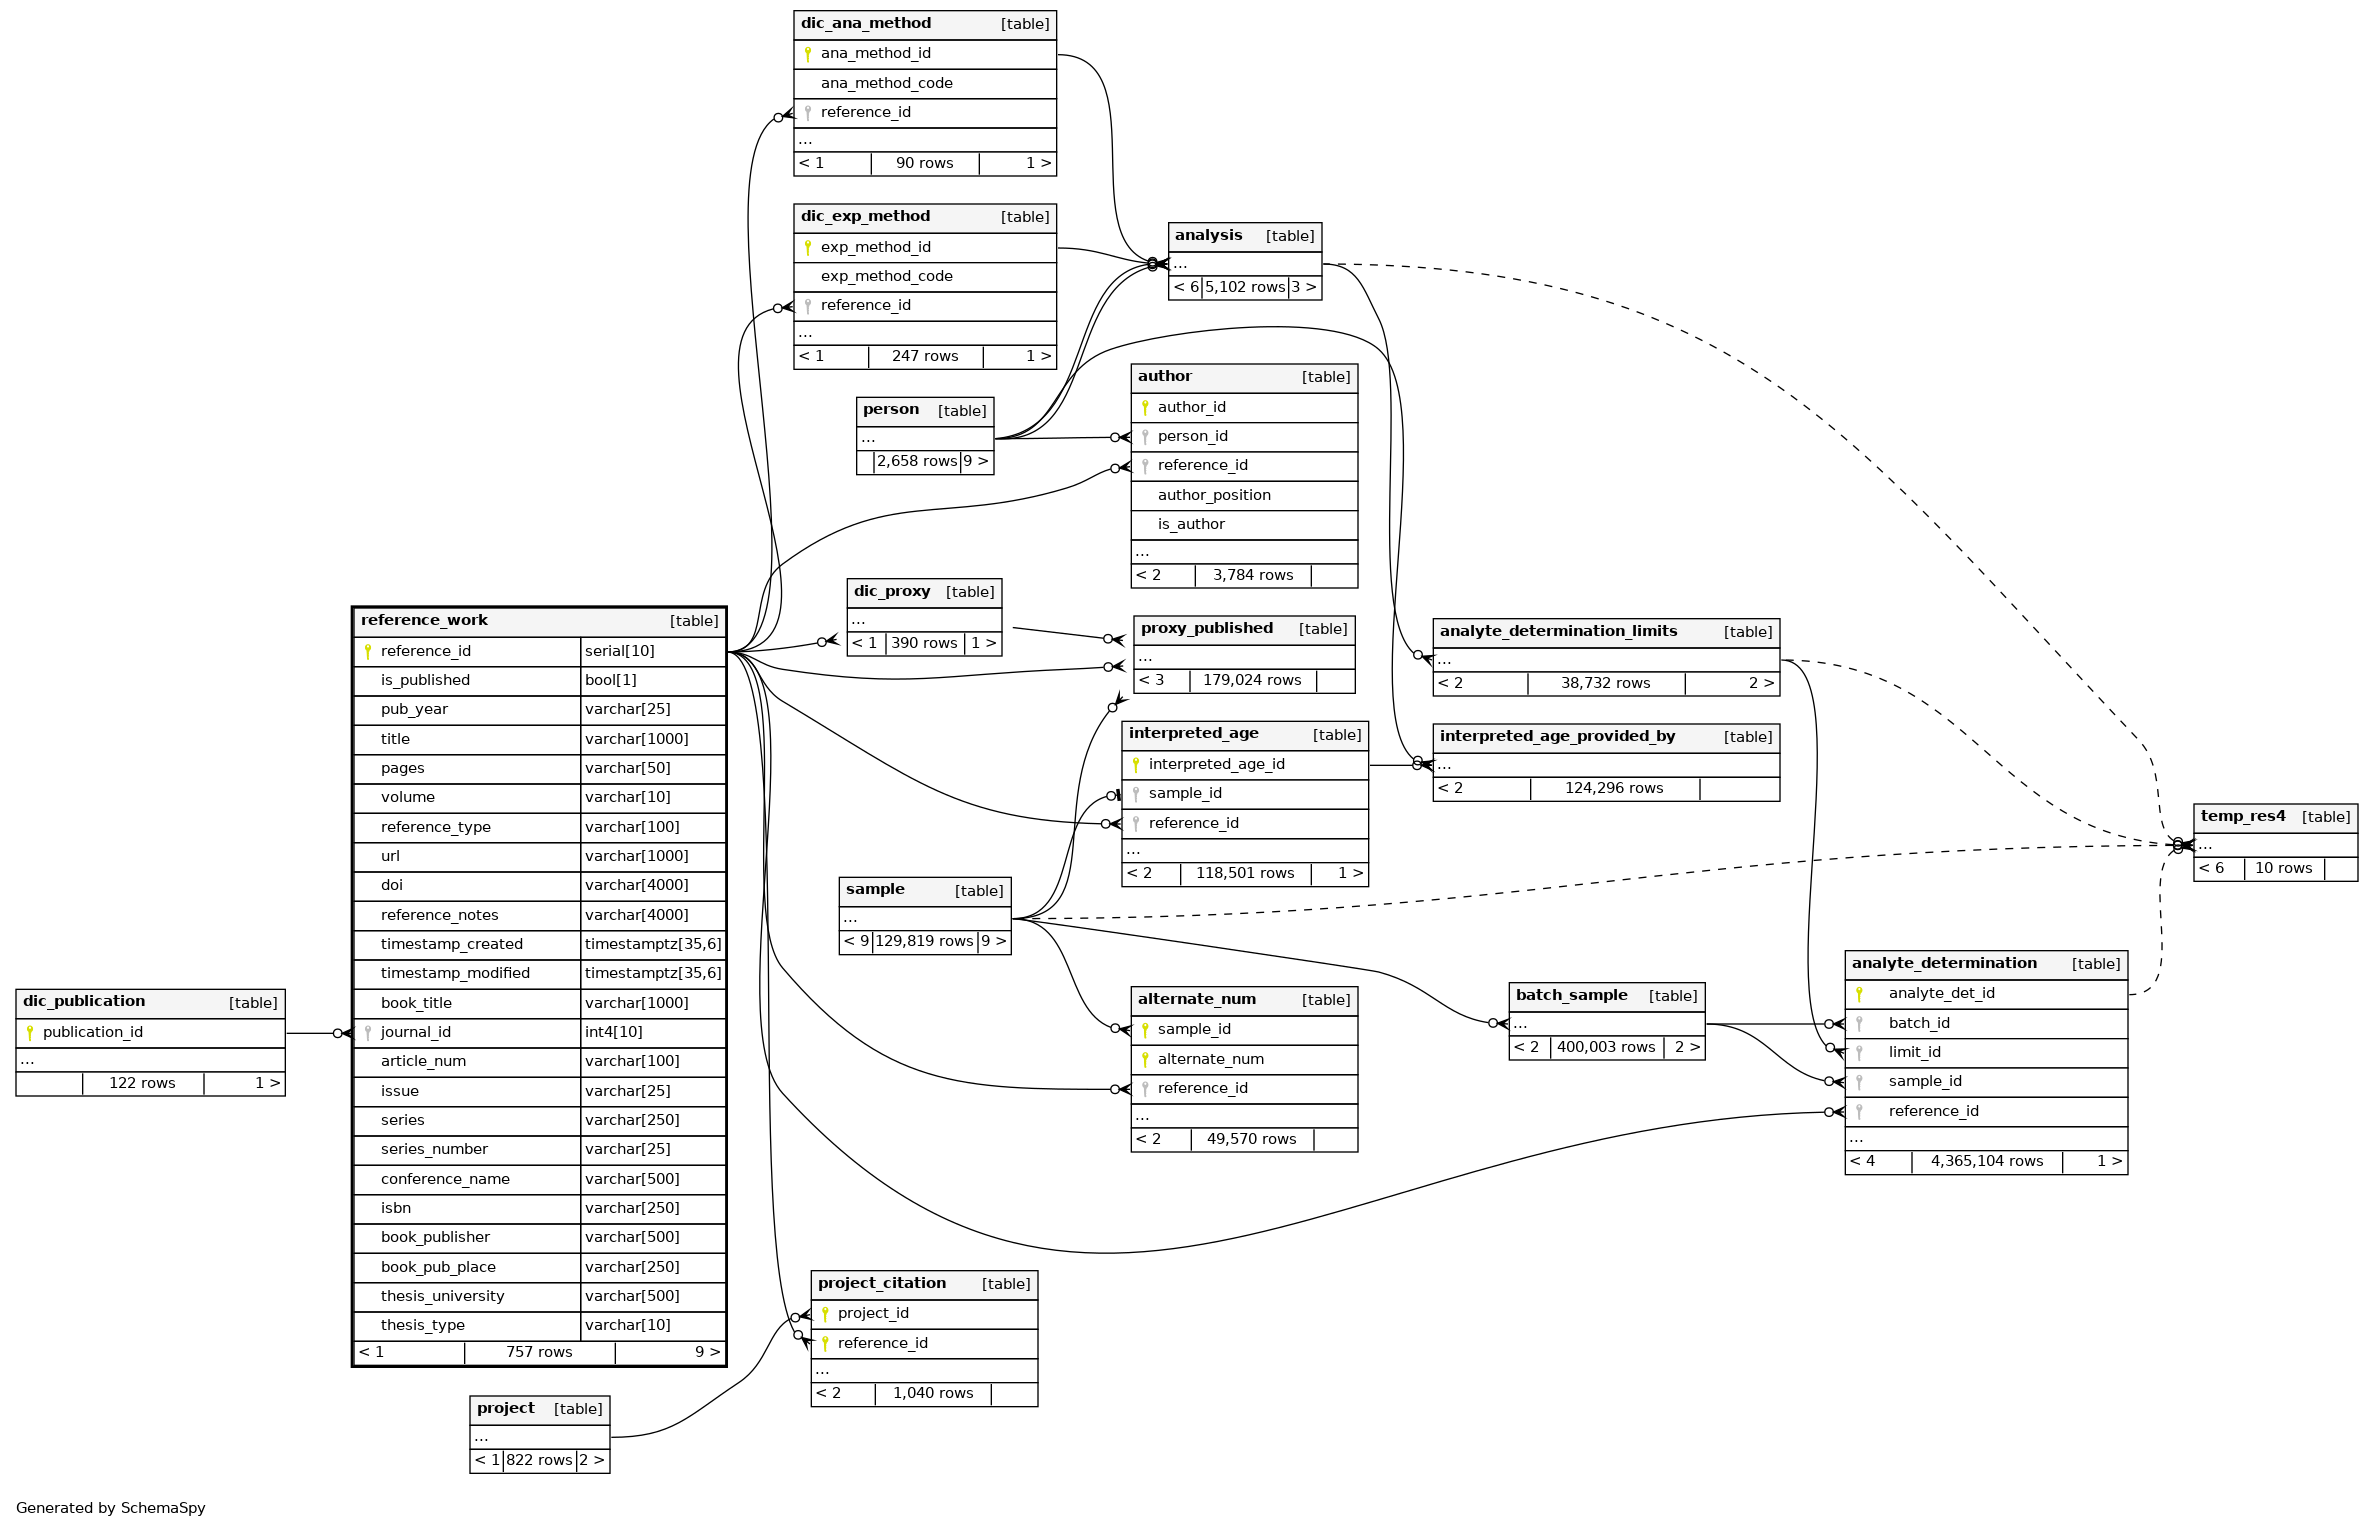 dic_ana_method [table]
ana_method_id
ana_method_code
reference_id
...
< 1 90 rows 1 >
dic_exp_method [table]
exp_method_id
exp_method_code
reference_id
...
< 1 247 rows 1 >
analysis [table]
...
< 6 5,102 rows 3 >
person [table]
...
2,658 rows 9 >
author [table]
author_id
person_id
reference_id
author_position
is_author
...
< 2 3,784 rows
dic_proxy [table]
...
< 1 390 rows 1 >
proxy_published [table]
...
< 3 179,024 rows
analyte_determination_limits [table]
...
< 2 38,732 rows 2 >
interpreted_age [table]
interpreted_age_id
sample_id
reference_id
...
< 2 118,501 rows 1 >
interpreted_age_provided_by [table]
...
< 2 124,296 rows
temp_res4 [table]
...
< 6 10 rows
sample [table]
...
< 9 129,819 rows 9 >
reference_work [table]
reference_id serial[10]
is_published bool[1]
pub_year varchar[25]
title varchar[1000]
pages varchar[50]
volume varchar[10]
reference_type varchar[100]
url varchar[1000]
doi varchar[4000]
reference_notes varchar[4000]
timestamp_created timestamptz[35,6]
timestamp_modified timestamptz[35,6]
book_title varchar[1000]
journal_id int4[10]
article_num varchar[100]
issue varchar[25]
series varchar[250]
series_number varchar[25]
conference_name varchar[500]
isbn varchar[250]
book_publisher varchar[500]
book_pub_place varchar[250]
thesis_university varchar[500]
thesis_type varchar[10]
< 1 757 rows 9 >
dic_publication [table]
publication_id
...
122 rows 1 >
alternate_num [table]
sample_id
alternate_num
reference_id
...
< 2 49,570 rows
batch_sample [table]
...
< 2 400,003 rows 2 >
analyte_determination [table]
analyte_det_id
batch_id
limit_id
sample_id
reference_id
...
< 4 4,365,104 rows 1 >
project_citation [table]
project_id
reference_id
...
< 2 1,040 rows
project [table]
...
< 1 822 rows 2 >
Generated by SchemaSpy